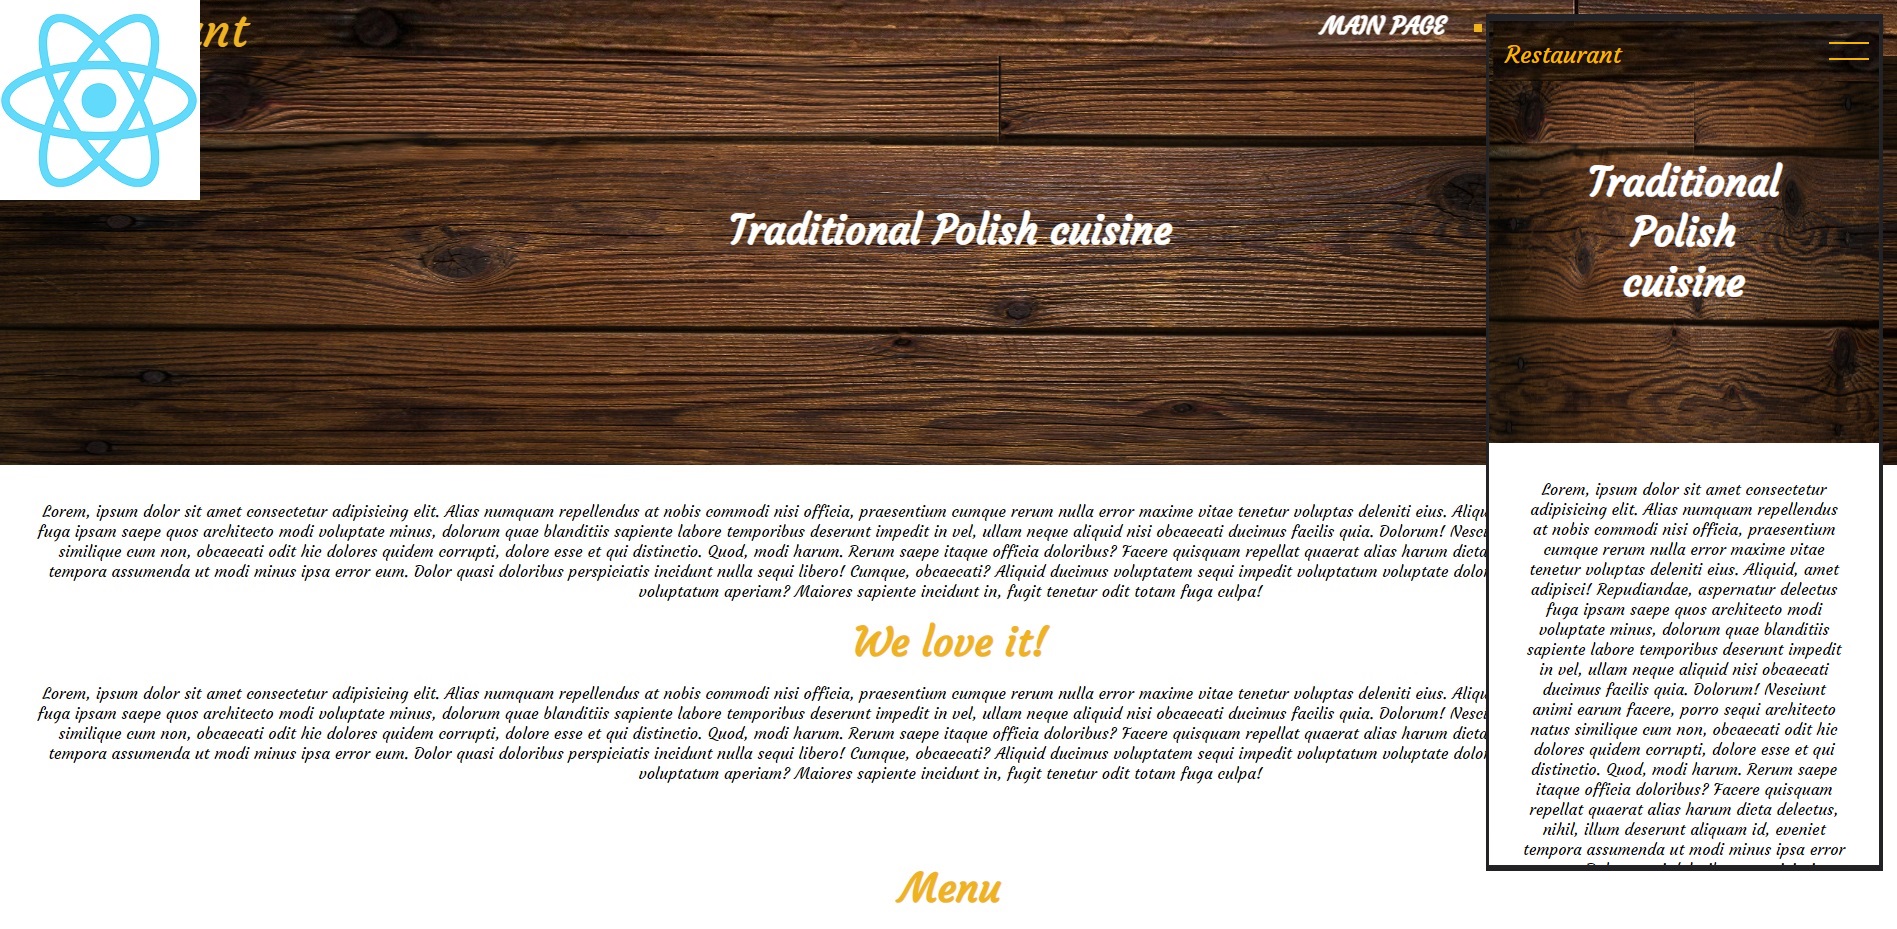 nt
MAIN PAGE
Traditional Polish cuisine
Lorem, ipsum dolor sit amet consectetur adipisicing elit. Alias numquam repellendus at nobis commodi nisi officia, praesentium cumque rerum nulla error maxime vitae tenetur voluptas deleniti eius. Aliqu
fuga ipsam saepe quos architecto modi voluptate minus, dolorum quae blanditiis sapiente labore temporibus deserunt impedit in vel, ullam neque aliquid nisi obcaecati ducimus facilis quia. Dolorum! Nesci
similique cum non, obcaecati odit hic dolores quidem corrupti, dolore esse et qui distinctio. Quod, modi harum. Rerum saepe itaque officia doloribus? Facere quisquam repellat quaerat alias harum dicta
tempora assumenda ut modi minus ipsa error eum. Dolor quasi doloribus perspiciatis incidunt nulla sequi libero! Cumque, obcaecati? Aliquid ducimus voluptatem sequi impedit voluptatum voluptate dolor
voluptatum aperiam? Maiores sapiente incidunt in, fugit tenetur odit totam fuga culpa!
We love it!
Lorem, ipsum dolor sit amet consectetur adipisicing elit. Alias numquam repellendus at nobis commodi nisi officia, praesentium cumque rerum nulla error maxime vitae tenetur voluptas deleniti eius. Aliqu
fuga ipsam saepe quos architecto modi voluptate minus, dolorum quae blanditiis sapiente labore temporibus deserunt impedit in vel, ullam neque aliquid nisi obcaecati ducimus facilis quia. Dolorum! Nesci
similique cum non, obcaecati odit hic dolores quidem corrupti, dolore esse et qui distinctio. Quod, modi harum. Rerum saepe itaque officia doloribus? Facere quisquam repellat quaerat alias harum dicta
tempora assumenda ut modi minus ipsa error eum. Dolor quasi doloribus perspiciatis incidunt nulla sequi libero! Cumque, obcaecati? Aliquid ducimus voluptatem sequi impedit voluptatum voluptate dolor
voluptatum aperiam? Maiores sapiente incidunt in, fugit tenetur odit totam fuga culpa!
Menu
Restaurant
Traditional
Polish
cuisine
Lorem, ipsum dolor sit amet consectetur
adipisicing elit. Alias numquam repellendus
at nobis commodi nisi officia, praesentium
cumque rerum nulla error maxime vitae
tenetur voluptas deleniti eius. Aliquid, amet
adipisci! Repudiandae, aspernatur delectus
fuga ipsam saepe quos architecto modi
voluptate minus, dolorum quae blanditiis
sapiente labore temporibus deserunt impedit
in vel, ullam neque aliquid nisi obcaecati
ducimus facilis quia. Dolorum! Nesciunt
animi earum facere, porro sequi architecto
natus similique cum non, obcaecati odit hic
dolores quidem corrupti, dolore esse et qui
distinctio. Quod, modi harum. Rerum saepe
itaque officia doloribus? Facere quisquam
repellat quaerat alias harum dicta delectus,
nihil, illum deserunt aliquam id, eveniet
tempora assumenda ut modi minus ipsa error